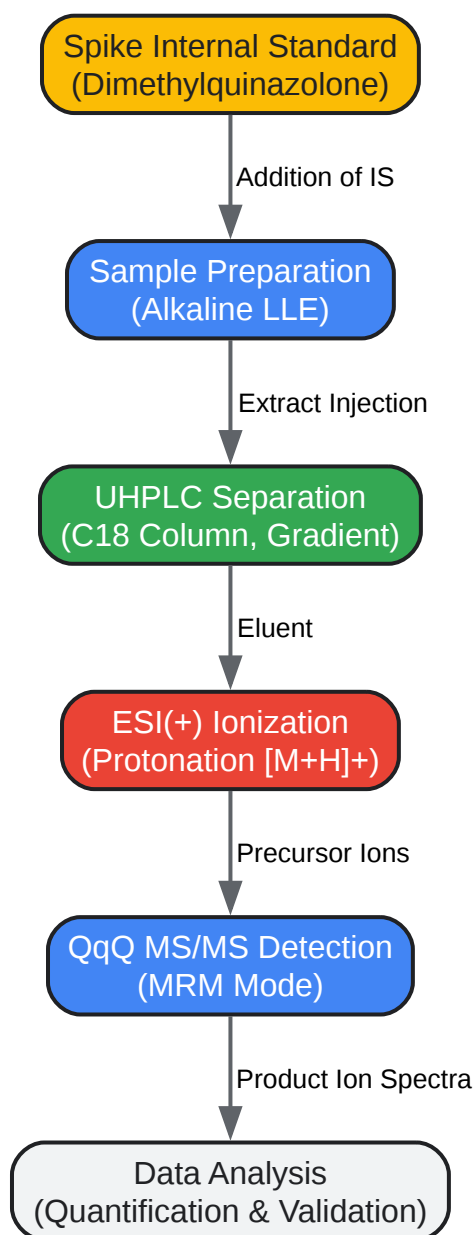 Spike Internal Standard
(Dimethylquinazolone)
Addition of IS
Sample Preparation
(Alkaline LLE)
Extract Injection
UHPLC Separation
(C18 Column, Gradient)
Eluent
ESI(+) Ionization
(Protonation [M+H]+)
Precursor Ions
QqQ MS/MS Detection
(MRM Mode)
Product Ion Spectra
Data Analysis
(Quantification & Validation)